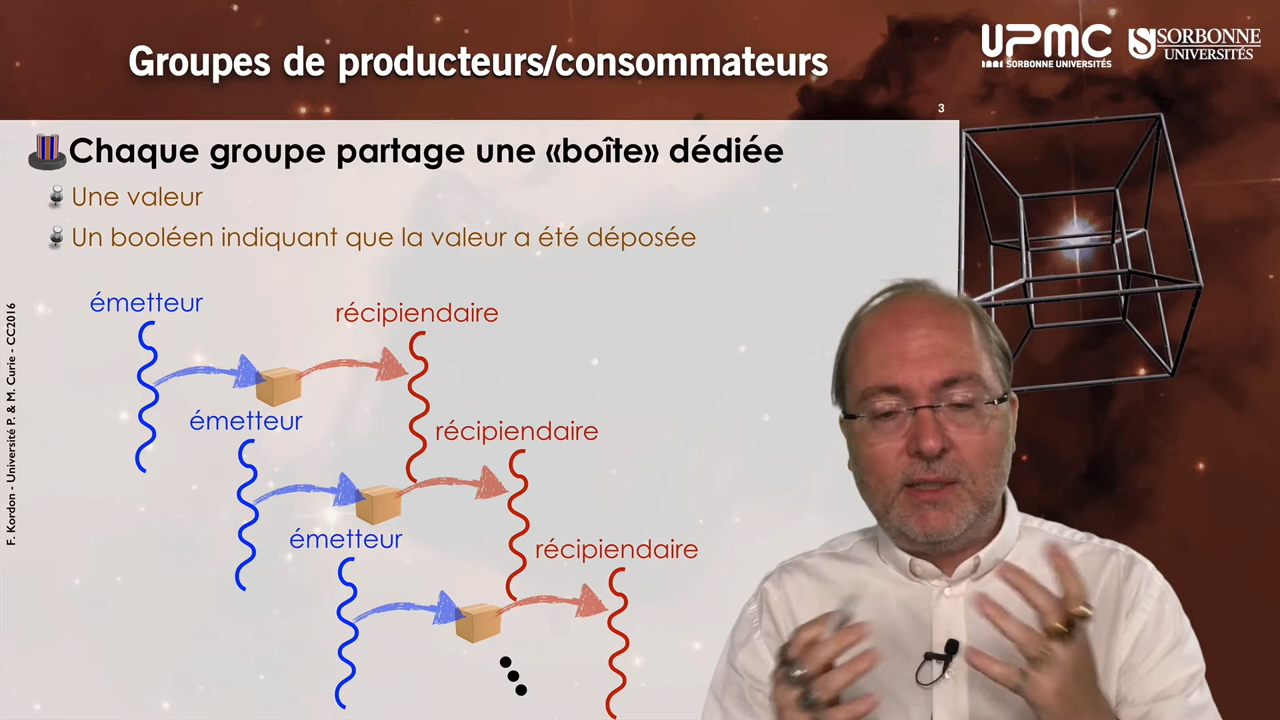 Groupes de producteurs/consommateurs
UPMC
SORBONNE UNIVERSITÉS
SORBONNE
UNIVERSITÉS
3
Chaque groupe partage une «boîte» dédiée
Une valeur
Un booléen indiquant que la valeur a été déposée
émetteur
récipiendaire
émetteur
récipiendaire
émetteur
récipiendaire
F. Kordon - Université P. & M. Curie - CC2016